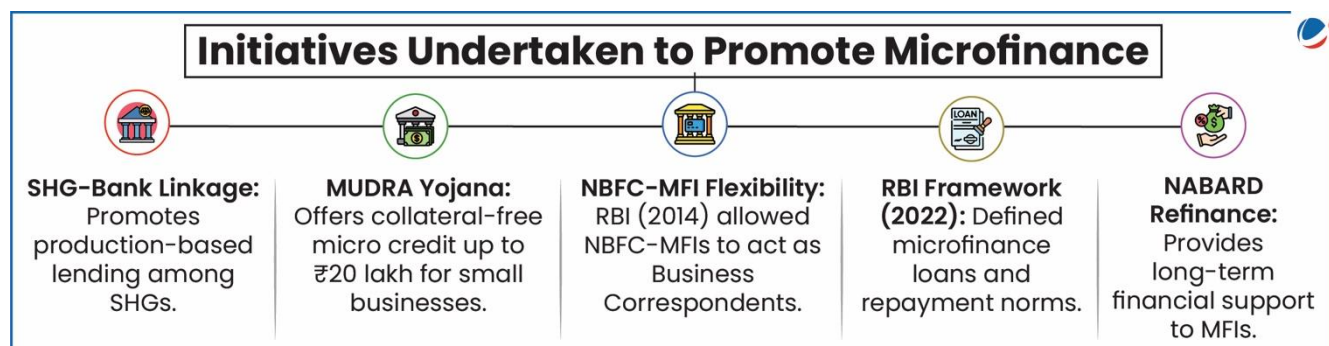 Initiatives Undertaken to Promote Microfinance
SHG-Bank Linkage:
Promotes
production-based
lending among
SHGs.
MUDRA Yojana:
Offers collateral-free
micro credit up to
₹20 lakh for small
businesses.
NBFC-MFI Flexibility:
RBI (2014) allowed
NBFC-MFIs to act as
Business
Correspondents.
LOAN
RBI Framework
(2022): Defined
microfinance
loans and
repayment norms.
NABARD
Refinance:
Provides
long-term
financial support
to MFIs.